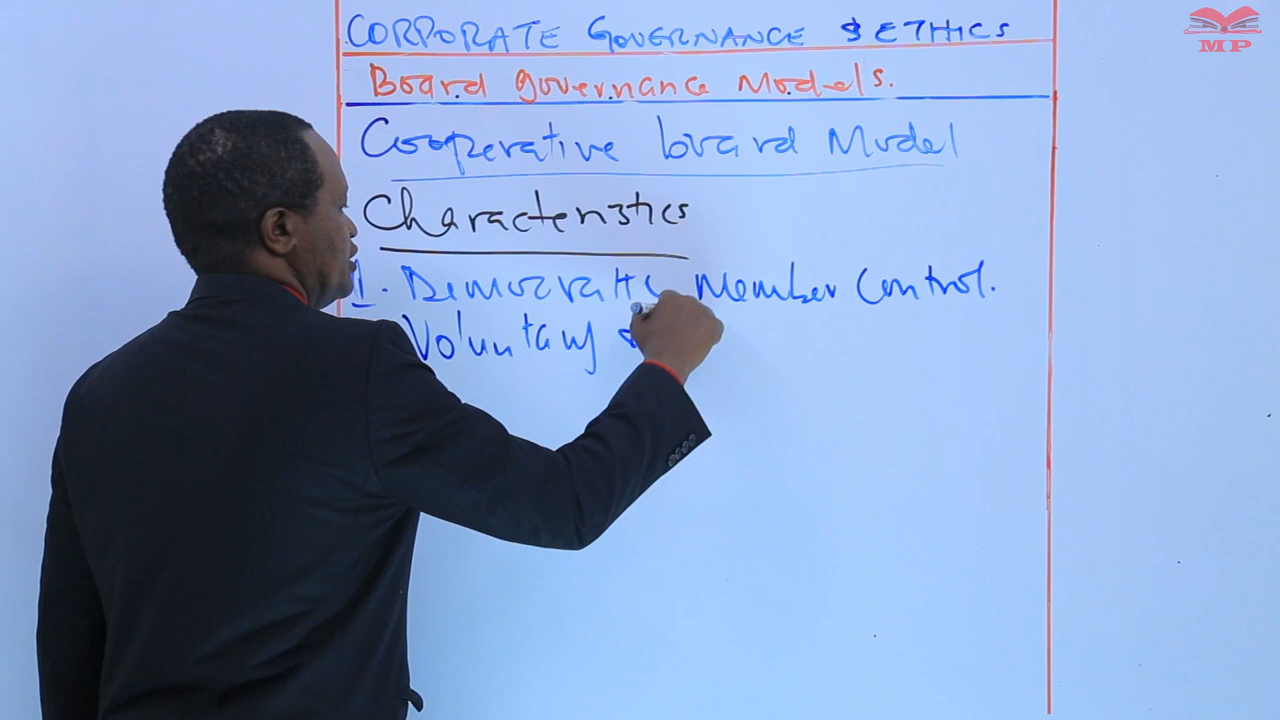 MP
CORPORATE GOVERNANCE & ETHICS
Board governance Models.
Cooperative board Model
Characteristics
1. Democratic Member Control.
Voluntary &